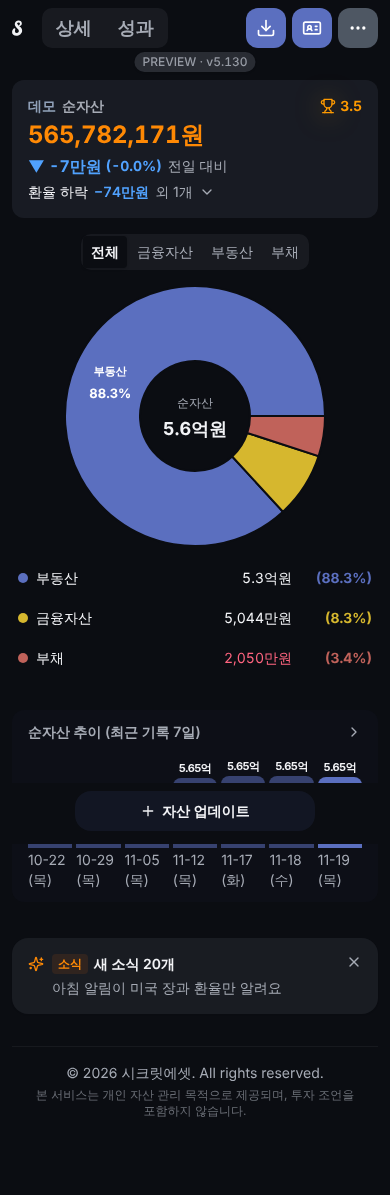 상세 성과
PREVIEW · v5.130
데모 순자산
3.5
565,782,171원
▼ -7만원 (-0.0%) 전일 대비
환율 하락 −74만원 외 1개
전체 금융자산 부동산 부채
부동산
88.3%
순자산
5.6억원
부동산 5.3억원 (88.3%)
금융자산 5,044만원 (8.3%)
부채 2,050만원 (3.4%)
순자산 추이 (최근 기록 7일)
5.65억 5.65억 5.65억 5.65억
+ 자산 업데이트
10-22 10-29 11-05 11-12 11-17 11-18 11-19
(목) (목) (목) (목) (화) (수) (목)
소식 새 소식 20개
아침 알림이 미국 장과 환율만 알려요
© 2026 시크릿에셋. All rights reserved.
본 서비스는 개인 자산 관리 목적으로 제공되며, 투자 조언을
포함하지 않습니다.